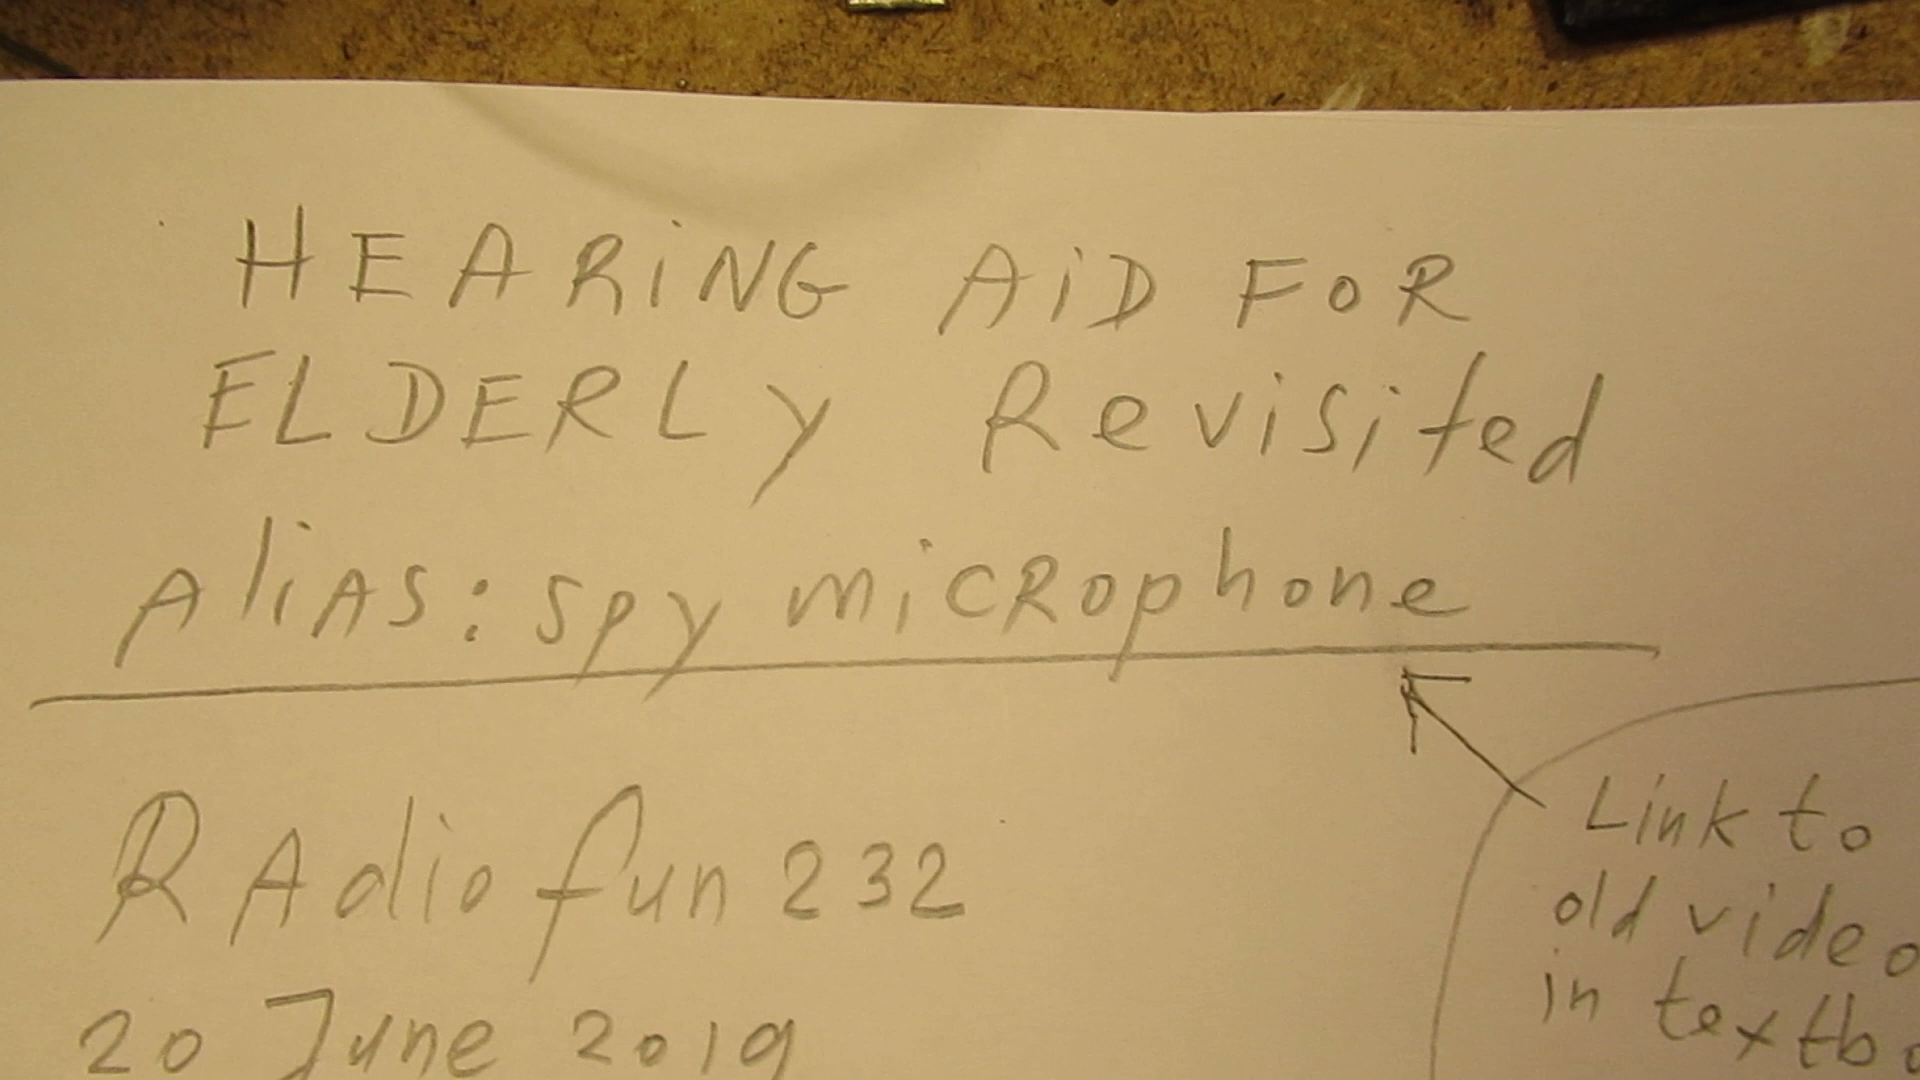 HEARiNG AiD FoR
ELDERLy Revisited
AliAS: spy micRophone
RAdio fun 232
20 June 2019
Link to
old video
in textbo